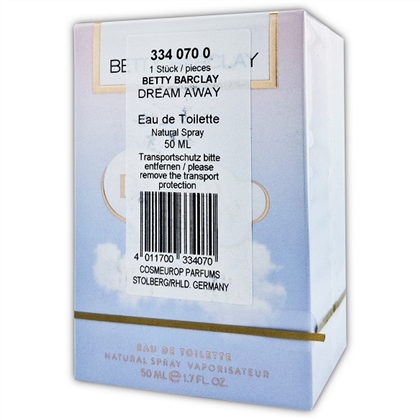 334 070 0
1 Stück / pieces
BETTY BARCLAY
DREAM AWAY
Eau de Toilette
Natural Spray
50 ML
Transportschutz bitte
entfernen / please
remove the transport
protection
4 011700 334070
COSMEUROP PARFUMS
STOLBERG/RHLD. GERMANY
EAU DE TOILETTE
NATURAL SPRAY VAPORISATEUR
50 ML e 1.7 FL. OZ.